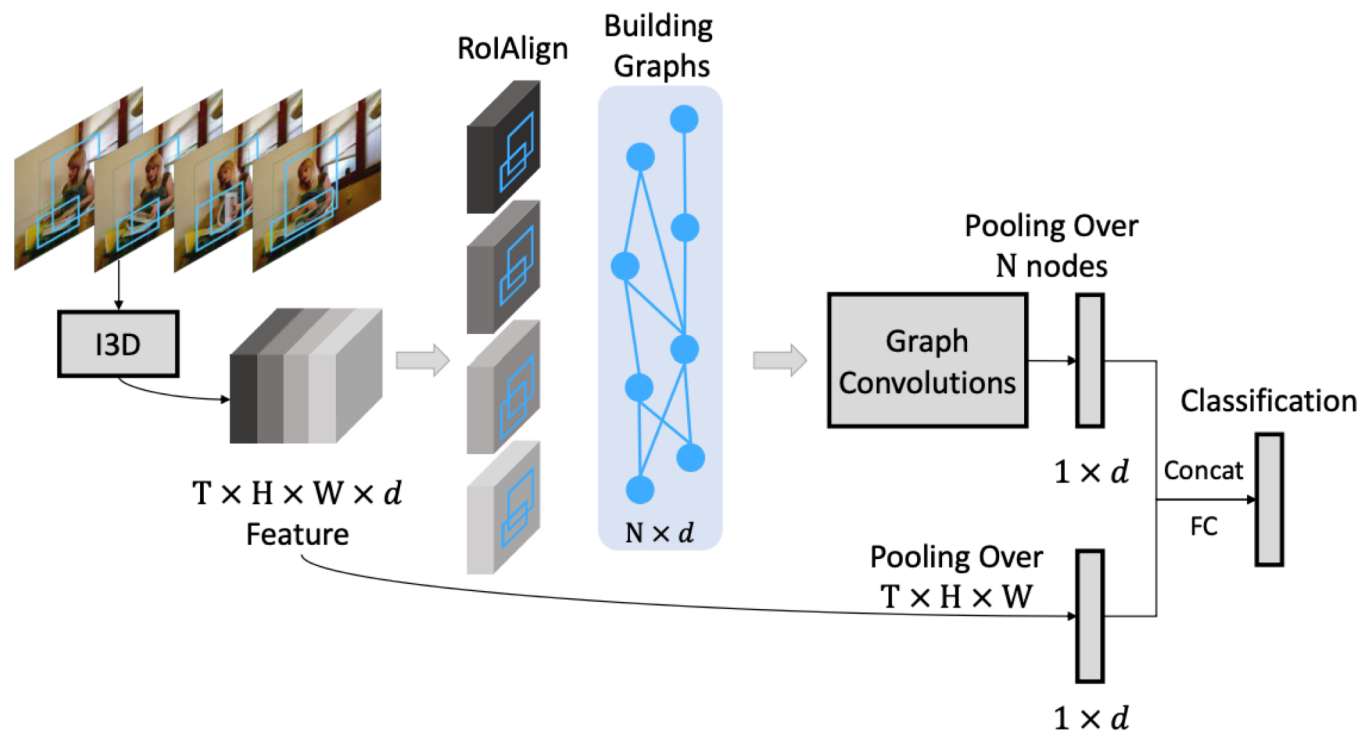 RoIAlign
Building
Graphs
I3D
T × H × W × d
Feature
N × d
Graph
Convolutions
Pooling Over
N nodes
1 × d
Classification
Concat
FC
Pooling Over
T × H × W
1 × d